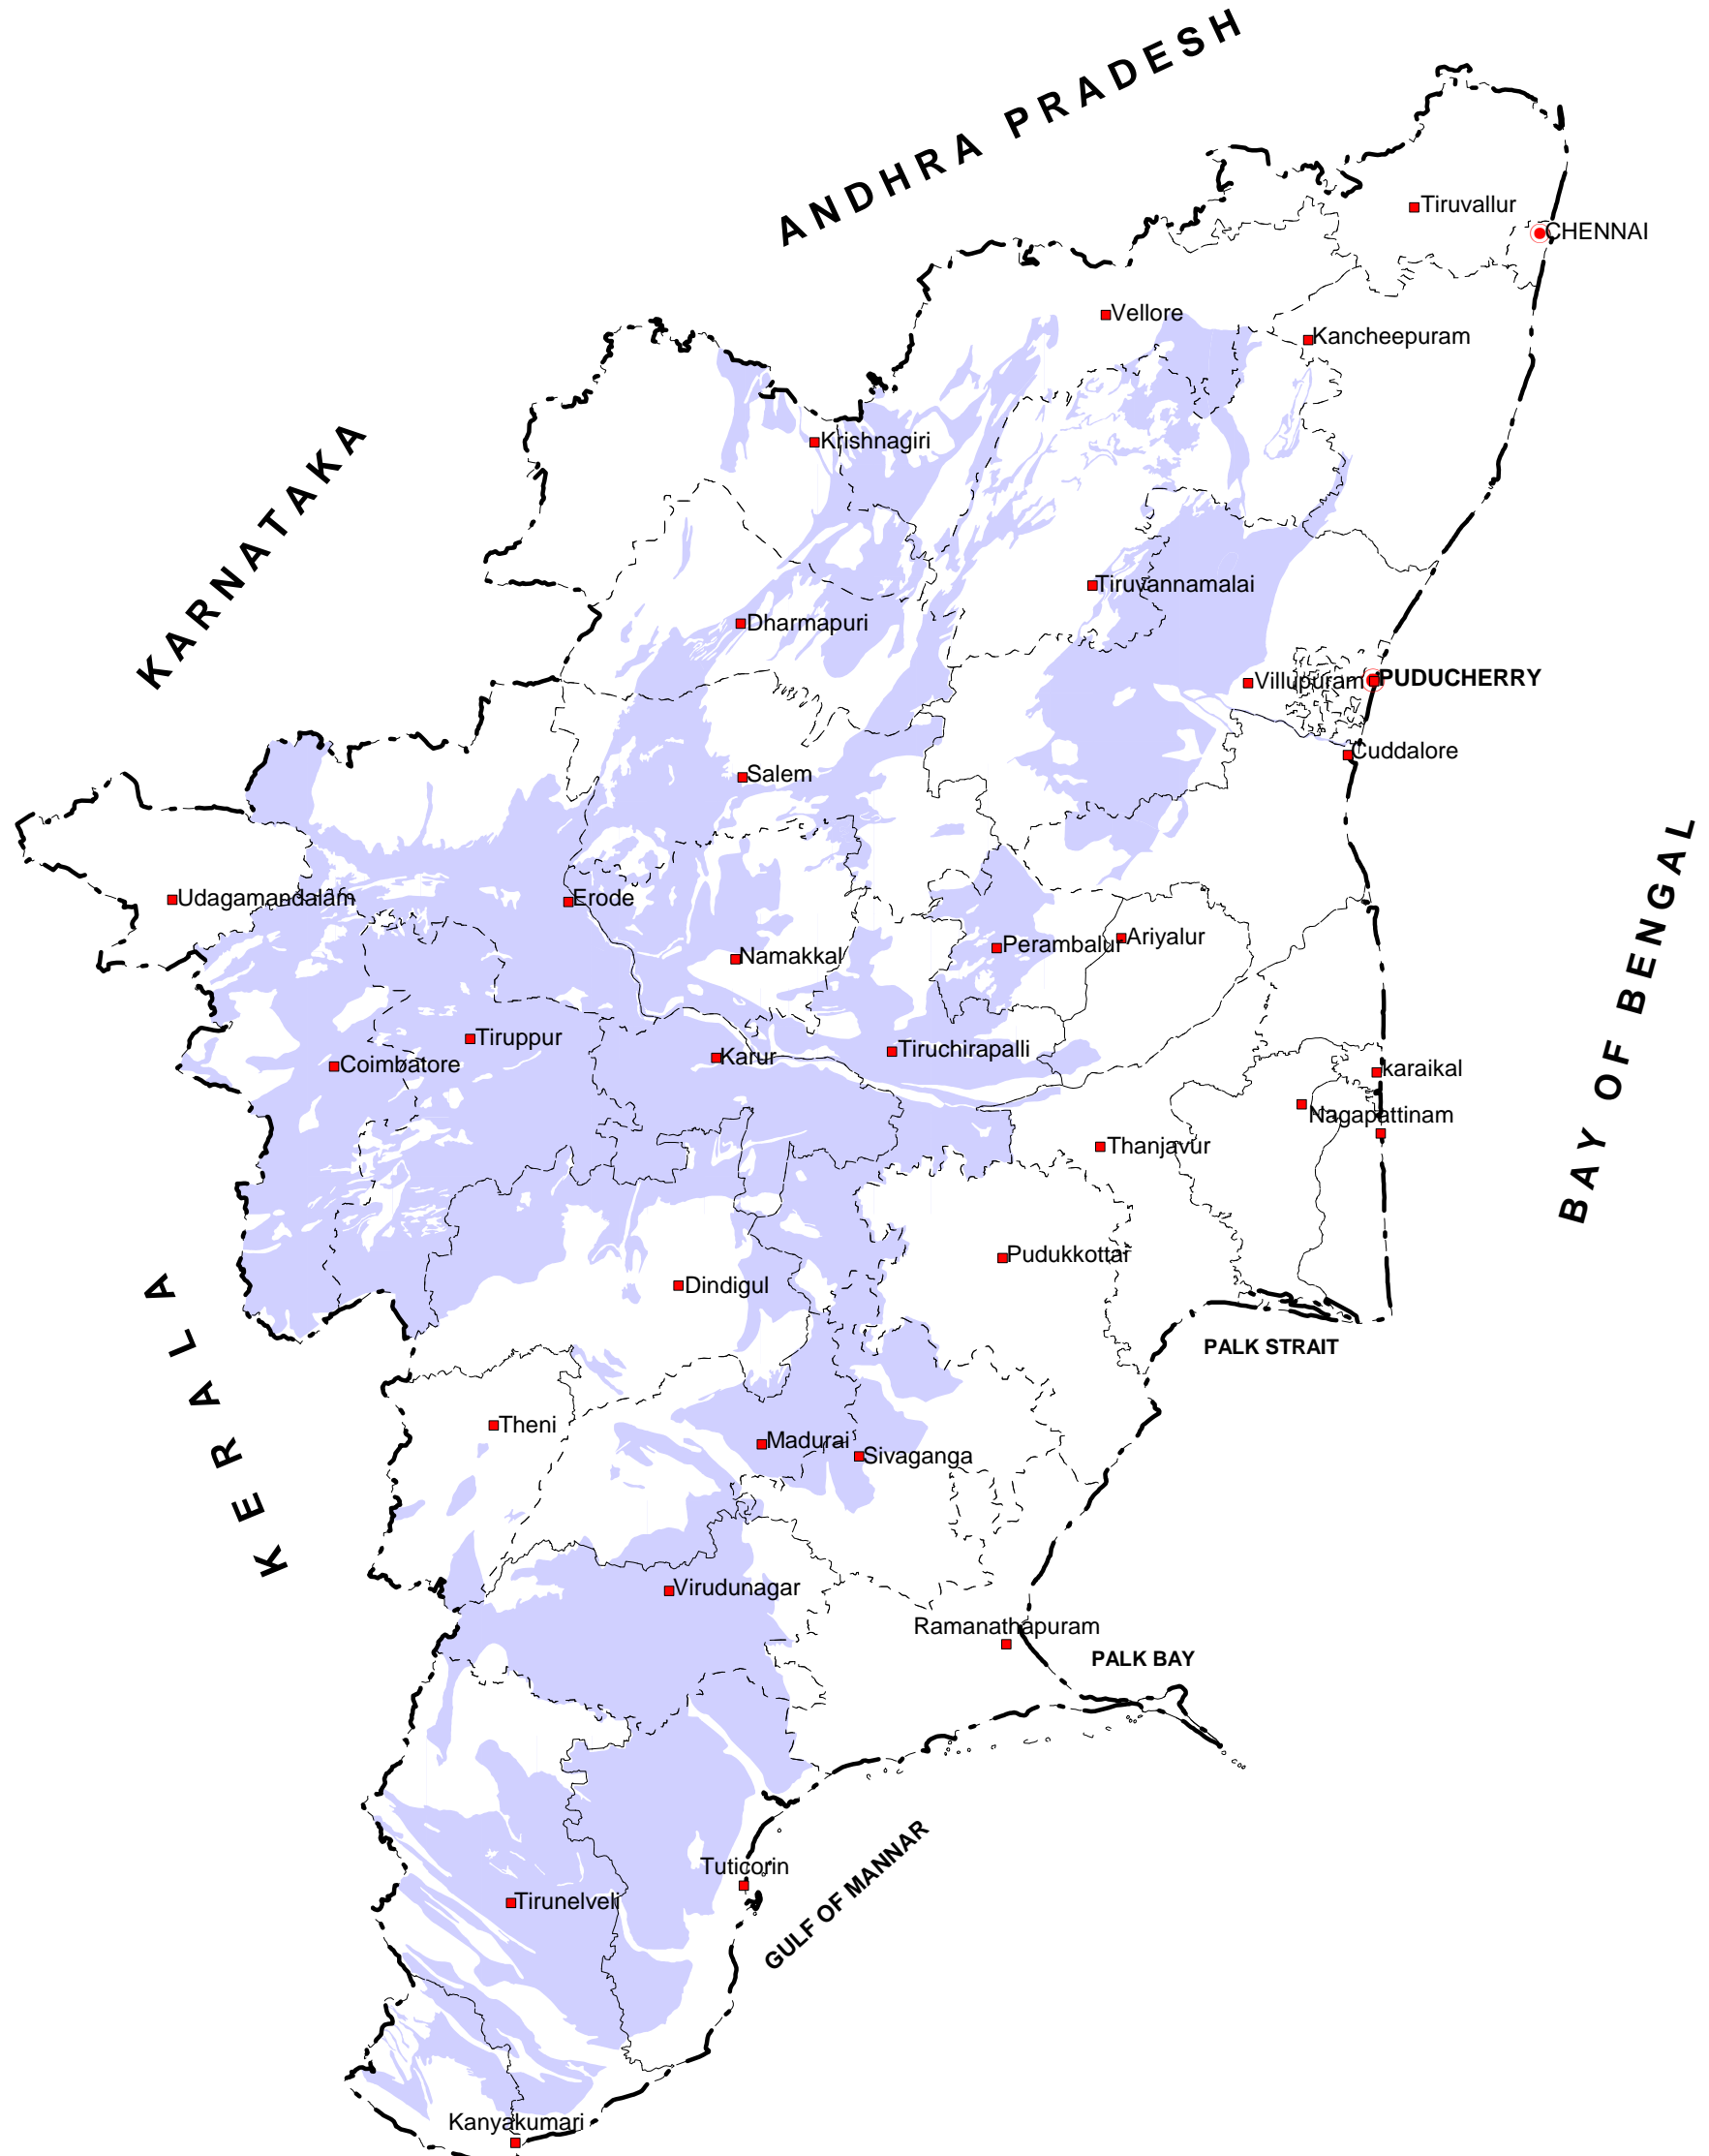 ANDHRA PRADESH
Tiruvallur
CHENNAI
Vellore
Kancheepuram
KARNATAKA
Krishnagiri
Tiruvannamalai
Dharmapuri
Villupuram
PUDUCHERRY
Cuddalore
Salem
Udagamandalam
Erode
BAY OF BENGAL
Namakkal
Perambalur
Ariyalur
Tiruppur
Coimbatore
Karur
Tiruchirapalli
karaikal
Nagapattinam
Thanjavur
Pudukkottai
KERALA
Dindigul
PALK STRAIT
Theni
Madurai
Sivaganga
Virudunagar
Ramanathapuram
PALK BAY
GULF OF MANNAR
Tuticorin
Tirunelveli
Kanyakumari